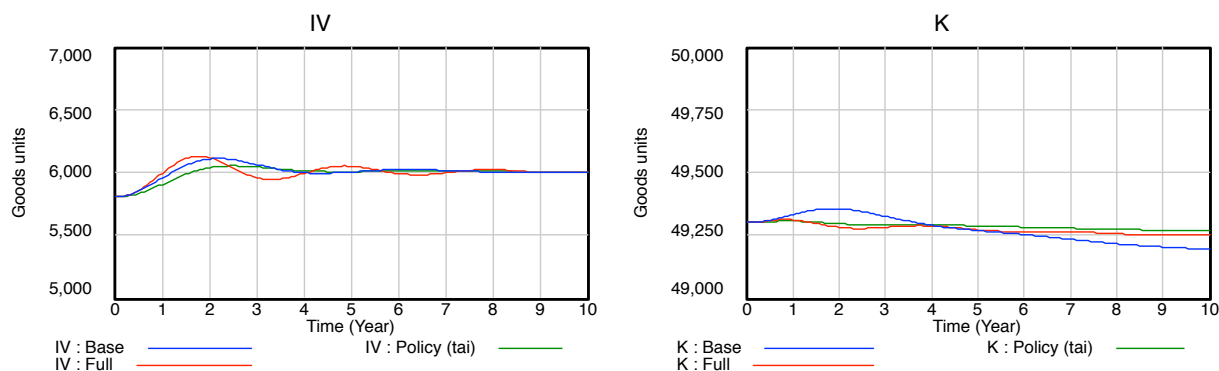 IV
7,000
6,500
6,000
5,500
5,000
Goods units
0 1 2 3 4 5 6 7 8 9 10
Time (Year)
IV : Base
IV : Policy (tai)
IV : Full
K
50,000
49,750
49,500
49,250
49,000
Goods units
0 1 2 3 4 5 6 7 8 9 10
Time (Year)
K : Base
K : Policy (tai)
K : Full